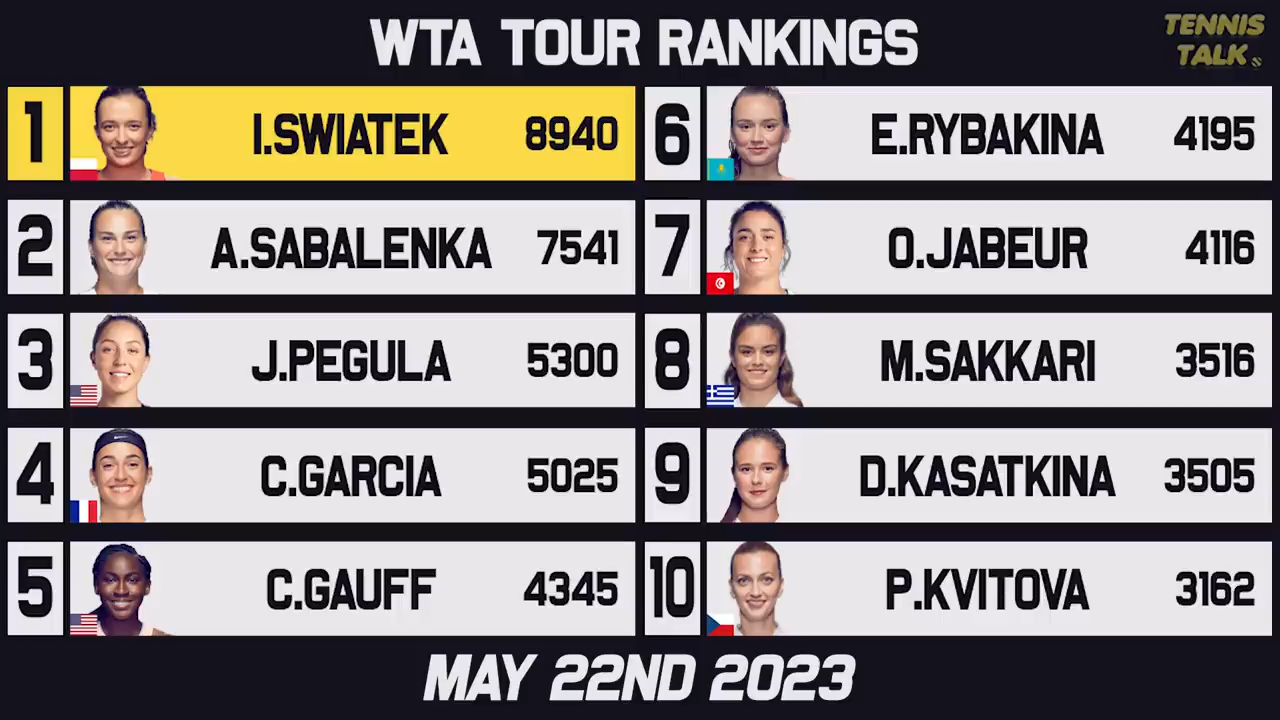 WTA TOUR RANKINGS
TENNIS
TALK
1 I.SWIATEK 8940
2 A.SABALENKA 7541
3 J.PEGULA 5300
4 C.GARCIA 5025
5 C.GAUFF 4345
6 E.RYBAKINA 4195
7 O.JABEUR 4116
8 M.SAKKARI 3516
9 D.KASATKINA 3505
10 P.KVITOVA 3162
MAY 22ND 2023